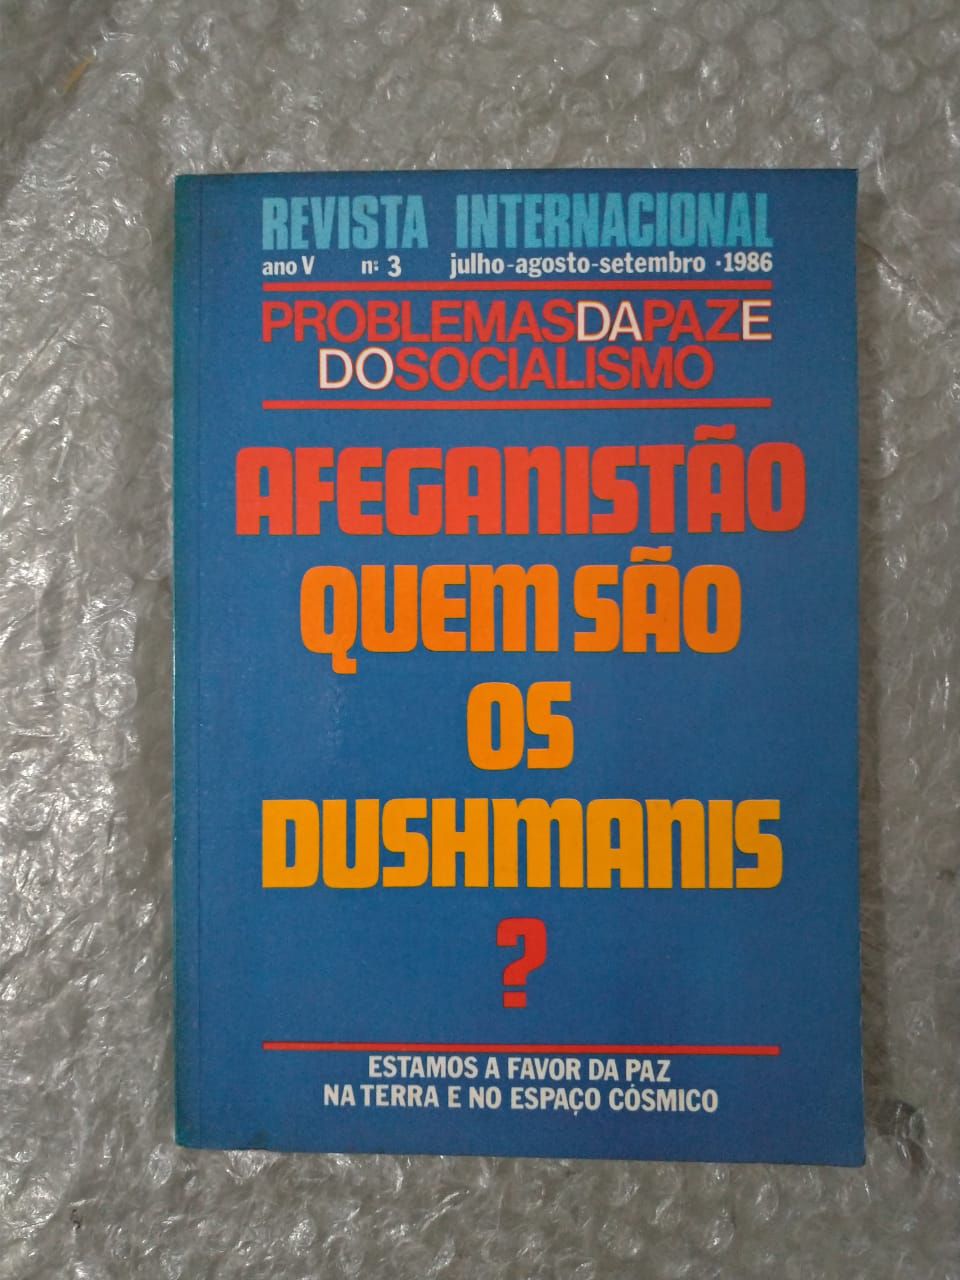 REVISTA INTERNACIONAL
ano V nº 3 julho-agosto-setembro • 1986
PROBLEMASDAPAZE
DOSOCIALISMO
AFEGANISTÃO
QUEM SÃO
OS
DUSHMANIS
?
ESTAMOS A FAVOR DA PAZ
NA TERRA E NO ESPAÇO CÓSMICO